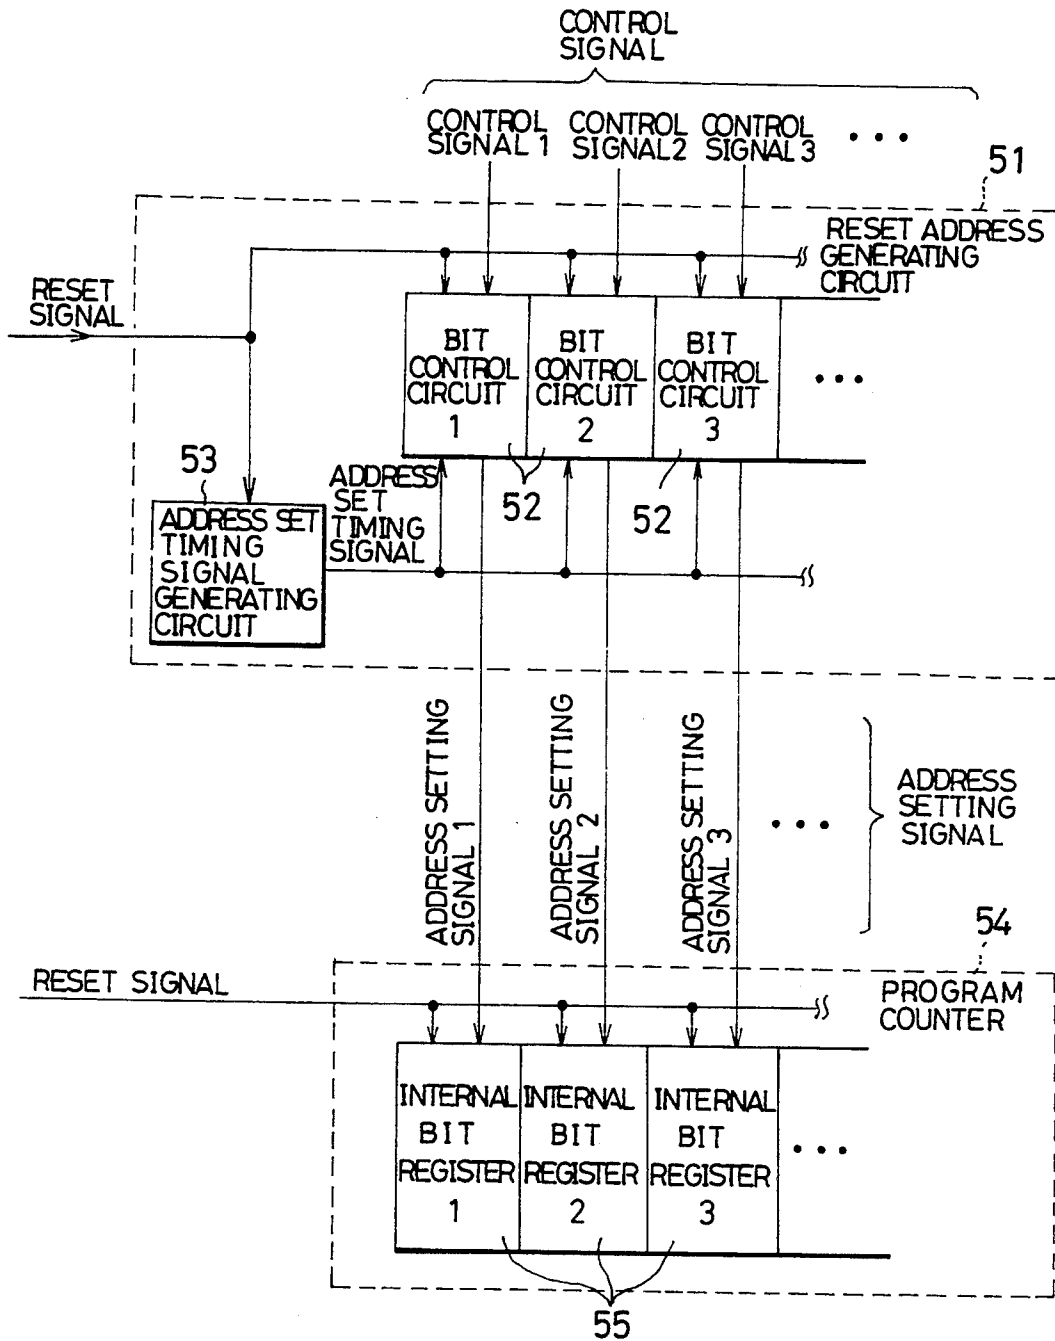 CONTROL
SIGNAL
CONTROL
SIGNAL 1
CONTROL
SIGNAL 2
CONTROL
SIGNAL 3
• • •
51
RESET ADDRESS
GENERATING
CIRCUIT
RESET
SIGNAL
BIT
CONTROL
CIRCUIT
1
BIT
CONTROL
CIRCUIT
2
BIT
CONTROL
CIRCUIT
3
• • •
52
52
53
ADDRESS SET
TIMING
SIGNAL
GENERATING
CIRCUIT
ADDRESS
SET
TIMING
SIGNAL
ADDRESS SETTING
SIGNAL 1
ADDRESS SETTING
SIGNAL 2
ADDRESS SETTING
SIGNAL 3
• • •
ADDRESS
SETTING
SIGNAL
54
RESET SIGNAL
PROGRAM
COUNTER
INTERNAL
BIT
REGISTER
1
INTERNAL
BIT
REGISTER
2
INTERNAL
BIT
REGISTER
3
• • •
55